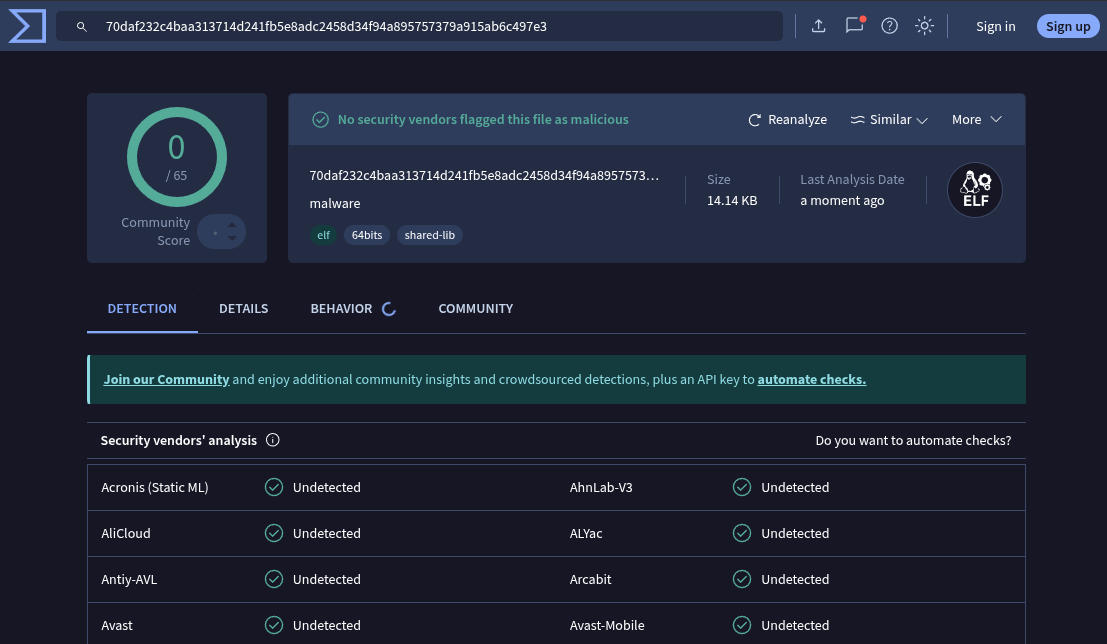 70daf232c4baa313714d241fb5e8adc2458d34f94a895757379a915ab6c497e3
Sign in
Sign up
0
/ 65
Community
Score
No security vendors flagged this file as malicious
Reanalyze
Similar
More
70daf232c4baa313714d241fb5e8adc2458d34f94a8957573…
malware
elf
64bits
shared-lib
Size
14.14 KB
Last Analysis Date
a moment ago
ELF
DETECTION
DETAILS
BEHAVIOR
COMMUNITY
Join our Community and enjoy additional community insights and crowdsourced detections, plus an API key to automate checks.
Security vendors' analysis
Do you want to automate checks?
Acronis (Static ML) Undetected AhnLab-V3 Undetected
AliCloud Undetected ALYac Undetected
Antiy-AVL Undetected Arcabit Undetected
Avast Undetected Avast-Mobile Undetected